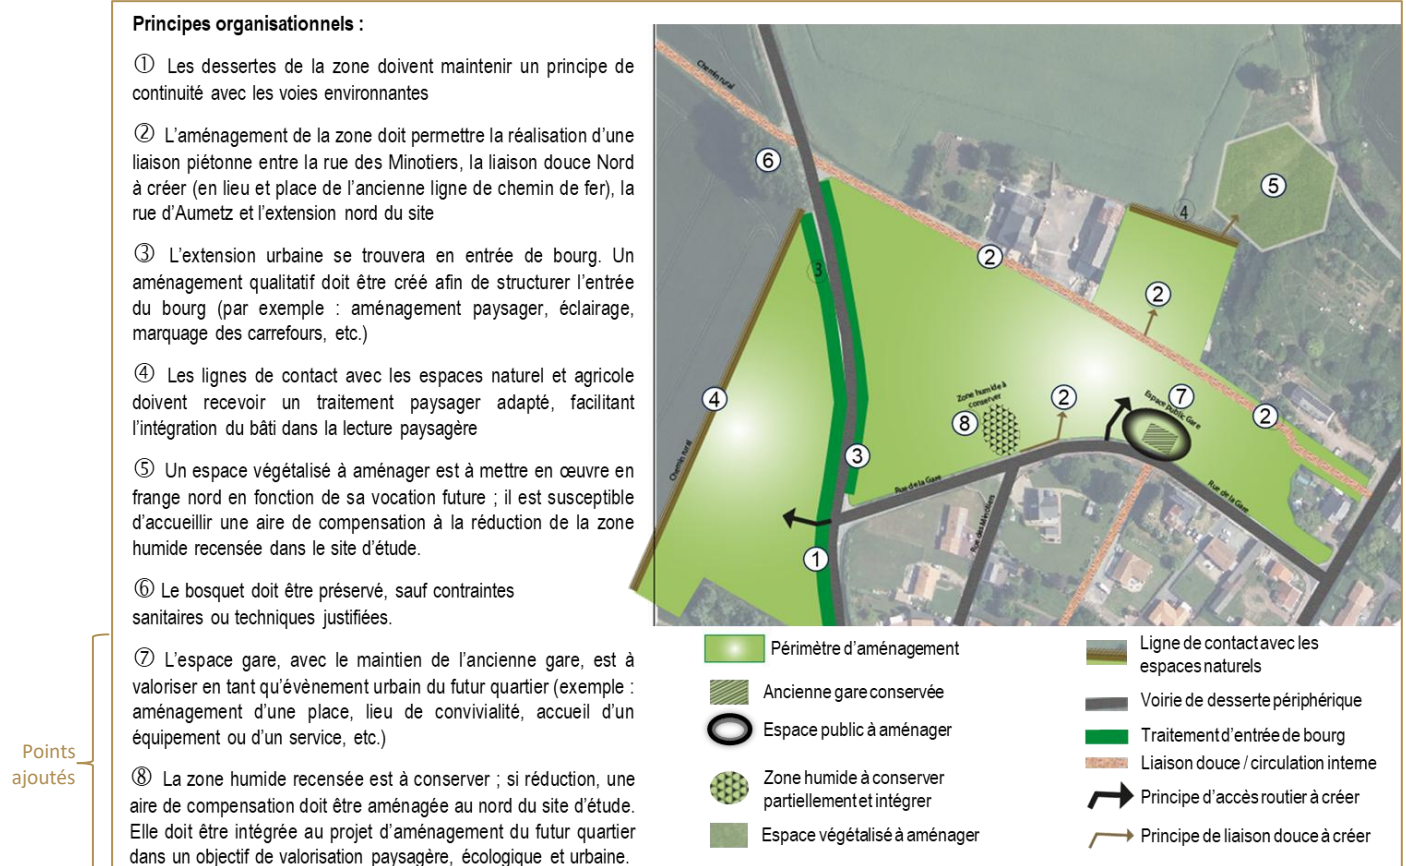 Principes organisationnels :
① Les dessertes de la zone doivent maintenir un principe de
continuité avec les voies environnantes
② L’aménagement de la zone doit permettre la réalisation d’une
liaison piétonne entre la rue des Minotiers, la liaison douce Nord
à créer (en lieu et place de l’ancienne ligne de chemin de fer), la
rue d’Aumetz et l’extension nord du site
③ L’extension urbaine se trouvera en entrée de bourg. Un
aménagement qualitatif doit être créé afin de structurer l’entrée
du bourg (par exemple : aménagement paysager, éclairage,
marquage des carrefours, etc.)
④ Les lignes de contact avec les espaces naturel et agricole
doivent recevoir un traitement paysager adapté, facilitant
l’intégration du bâti dans la lecture paysagère
⑤ Un espace végétalisé à aménager est à mettre en œuvre en
frange nord en fonction de sa vocation future ; il est susceptible
d’accueillir une aire de compensation à la réduction de la zone
humide recensée dans le site d’étude.
⑥ Le bosquet doit être préservé, sauf contraintes
sanitaires ou techniques justifiées.
⑦ L’espace gare, avec le maintien de l’ancienne gare, est à
valoriser en tant qu’évènement urbain du futur quartier (exemple :
aménagement d’une place, lieu de convivialité, accueil d’un
équipement ou d’un service, etc.)
⑧ La zone humide recensée est à conserver ; si réduction, une
aire de compensation doit être aménagée au nord du site d’étude.
Elle doit être intégrée au projet d’aménagement du futur quartier
dans un objectif de valorisation paysagère, écologique et urbaine.
Points
ajoutés
Chemin rural
6
5
4
3
2
2
4
Zone humide à
conserver
8
2
7
Espace public Gare
2
3
Chemin rural
Rue de la Gare
Rue de la Gare
Rue des Minotiers
1
Périmètre d’aménagement
Ancienne gare conservée
Espace public à aménager
Zone humide à conserver
partiellement et intégrer
Espace végétalisé à aménager
Ligne de contact avec les
espaces naturels
Voirie de desserte périphérique
Traitement d’entrée de bourg
Liaison douce / circulation interne
Principe d’accès routier à créer
Principe de liaison douce à créer